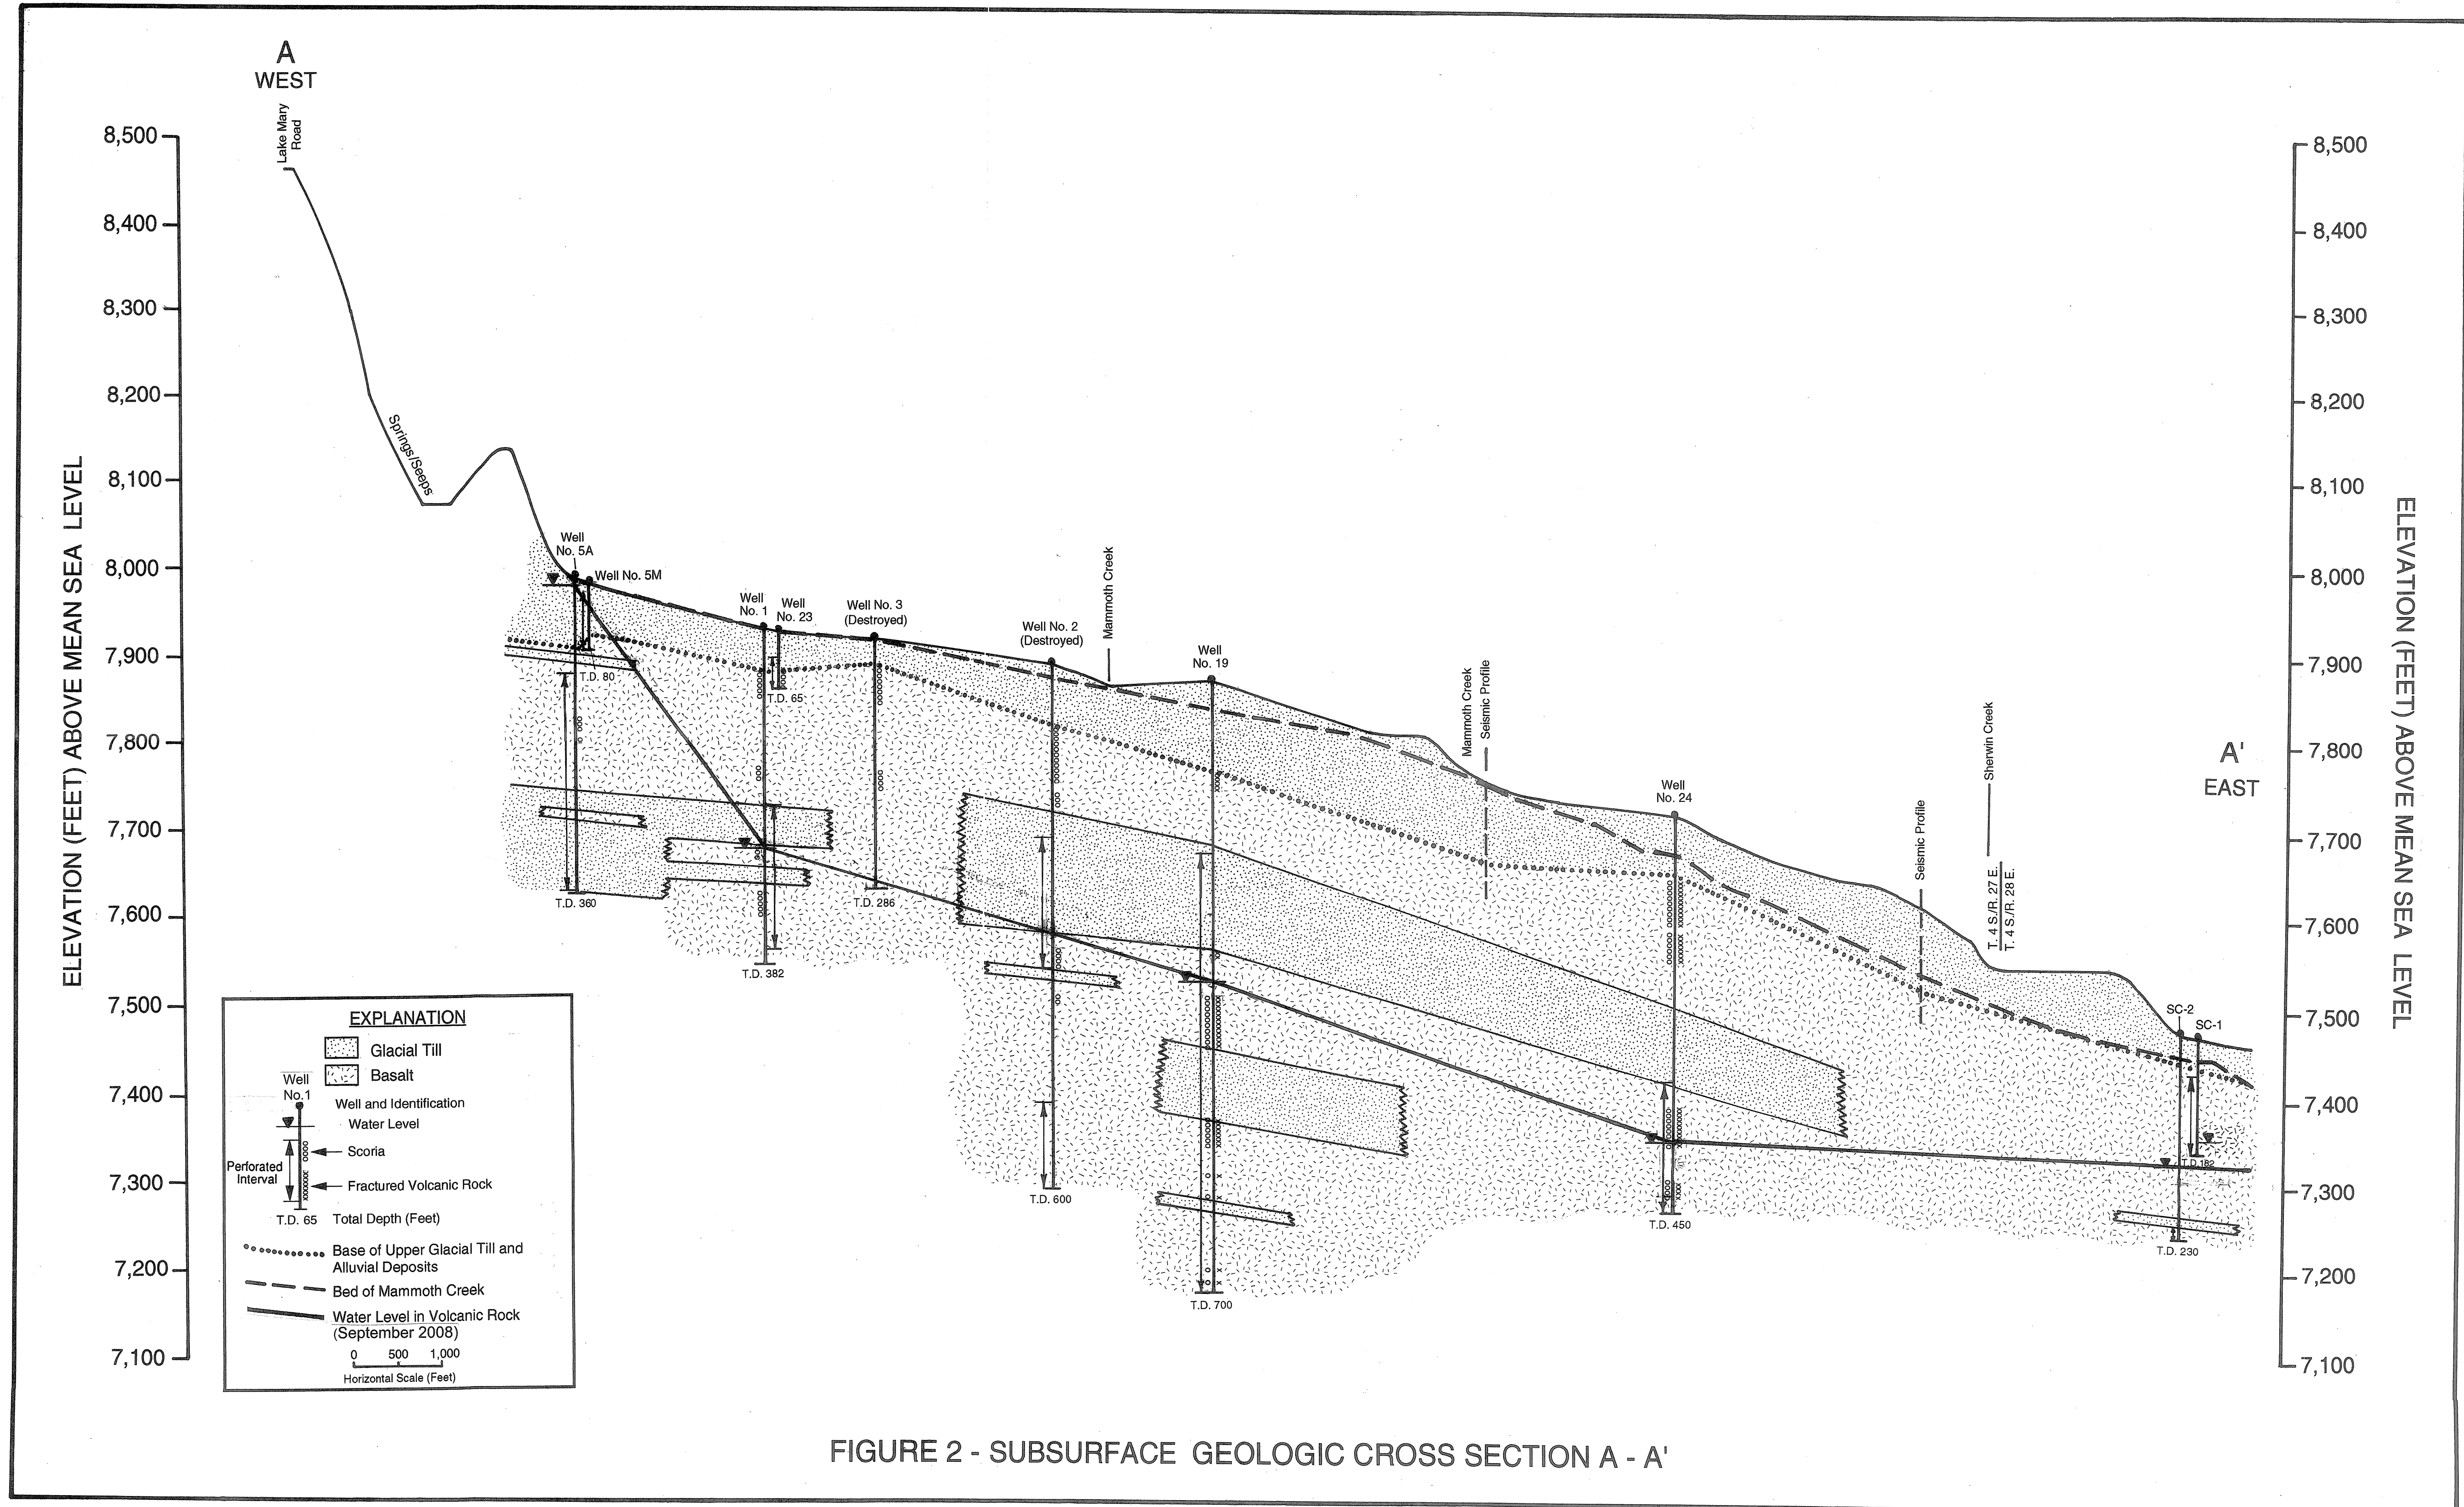 A
WEST
Lake Mary
Road
8,500
8,400
8,300
8,200
8,100
8,000
7,900
7,800
7,700
7,600
7,500
7,400
7,300
7,200
7,100
ELEVATION (FEET) ABOVE MEAN SEA LEVEL
Springs/Seeps
Well
No. 5A
Well No. 5M
T.D. 80
T.D. 360
Well
No. 1
Well
No. 23
T.D. 65
T.D. 382
Well No. 3
(Destroyed)
T.D. 286
Well No. 2
(Destroyed)
T.D. 600
Mammoth Creek
Well
No. 19
T.D. 700
Mammoth Creek
Seismic Profile
Well
No. 24
T.D. 450
Seismic Profile
Sherwin Creek
T. 4 S./R. 27 E.
T. 4 S./R. 28 E.
SC-2
SC-1
T.D. 182
T.D. 230
A'
EAST
8,500
8,400
8,300
8,200
8,100
8,000
7,900
7,800
7,700
7,600
7,500
7,400
7,300
7,200
7,100
ELEVATION (FEET) ABOVE MEAN SEA LEVEL
EXPLANATION
Glacial Till
Basalt
Well
No.1
Well and Identification
Water Level
Scoria
Perforated
Interval
Fractured Volcanic Rock
T.D. 65 Total Depth (Feet)
Base of Upper Glacial Till and
Alluvial Deposits
Bed of Mammoth Creek
Water Level in Volcanic Rock
(September 2008)
0 500 1,000
Horizontal Scale (Feet)
FIGURE 2 - SUBSURFACE GEOLOGIC CROSS SECTION A - A'